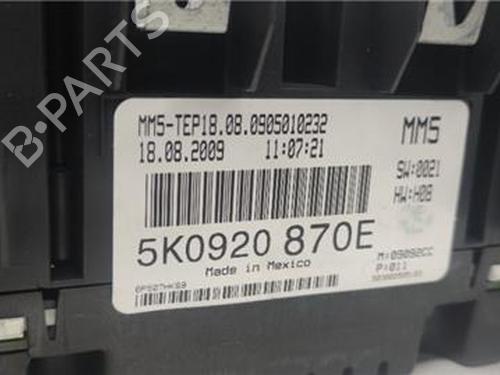 MM5-TEP18.08.0905010232
MM5
18.08.2009 11:07:21
SW:0021
HW:H08
5K0920 870E
Made in Mexico
M:09092CC
P:011
B-PARTS